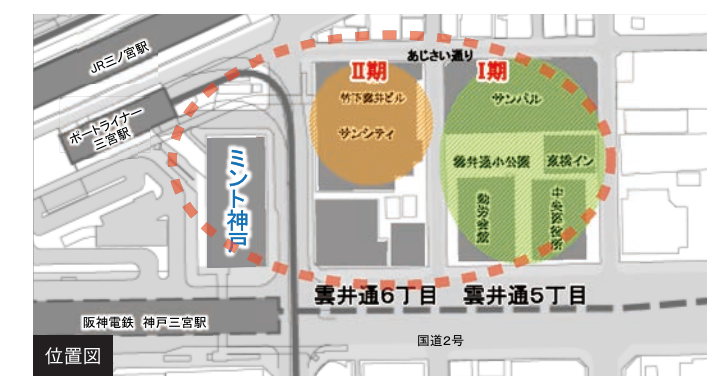 JR三ノ宮駅
ポートライナー
三宮駅
あじさい通り
Ⅱ期
Ⅰ期
竹下雲井ビル
サンシティ
サンパル
雲井通小公園
東横イン
勤労会館
中央区役所
ミント神戸
雲井通6丁目
雲井通5丁目
阪神電鉄 神戸三宮駅
国道2号
位置図